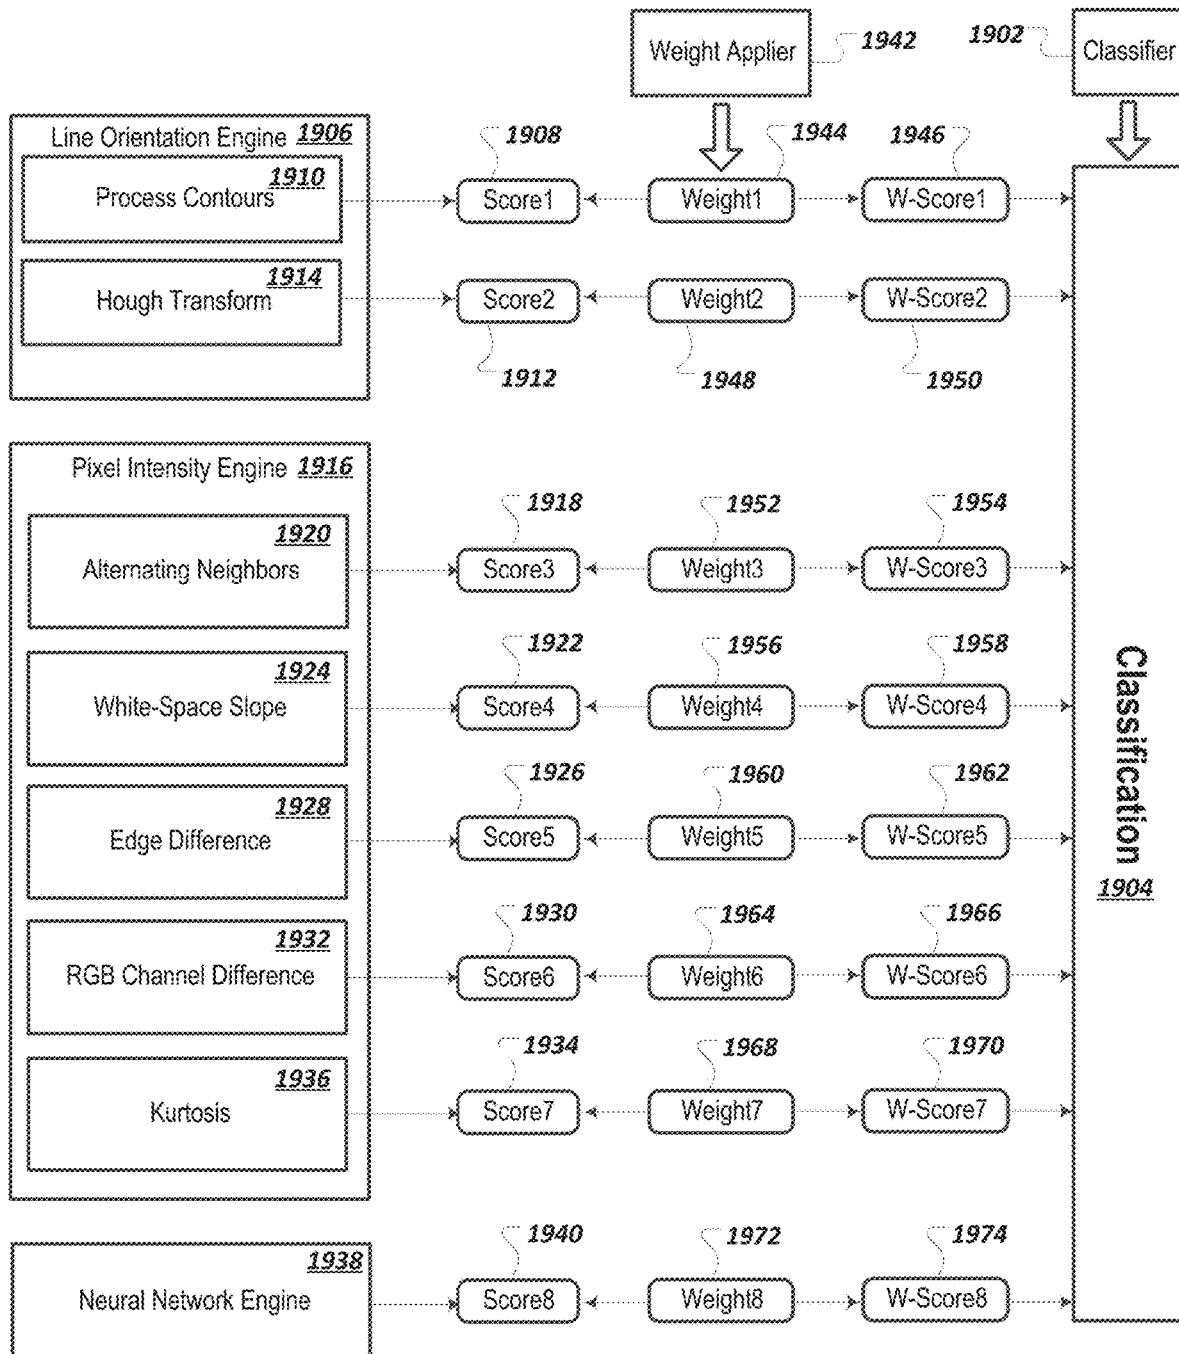 Weight Applier 1942 1902 Classifier
Line Orientation Engine 1906
1908 1944 1946
1910
Process Contours Score1 Weight1 W-Score1
1914
Hough Transform Score2 Weight2 W-Score2
1912 1948 1950
Pixel Intensity Engine 1916
1918 1952 1954
1920
Alternating Neighbors Score3 Weight3 W-Score3
1922 1956 1958
1924
White-Space Slope Score4 Weight4 W-Score4
1926 1960 1962
1928
Edge Difference Score5 Weight5 W-Score5
Classification
1904
1930 1964 1966
1932
RGB Channel Difference Score6 Weight6 W-Score6
1934 1968 1970
1936
Kurtosis Score7 Weight7 W-Score7
1940 1972 1974
1938
Neural Network Engine Score8 Weight8 W-Score8